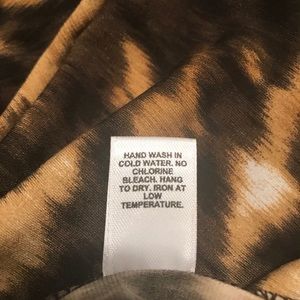 HAND WASH IN
COLD WATER. NO
CHLORINE
BLEACH. HANG
TO DRY. IRON AT
LOW
TEMPERATURE.